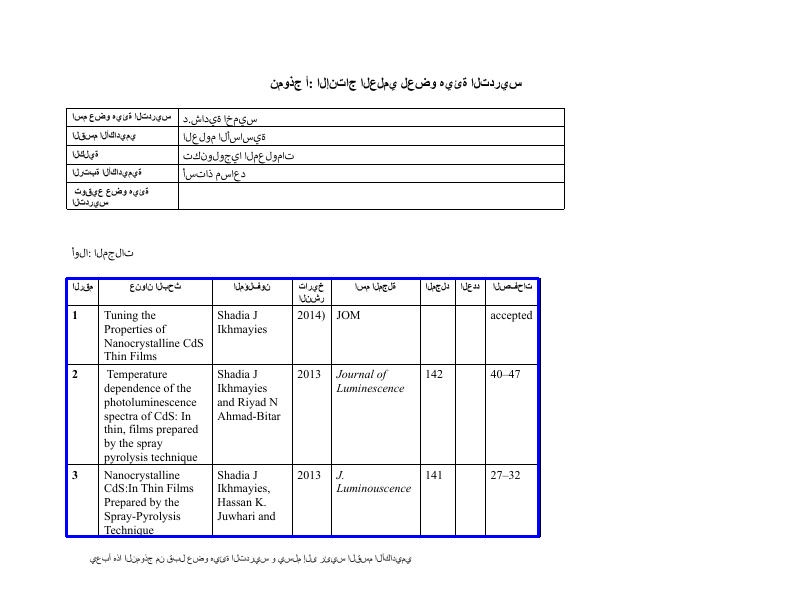 نموذج أ: الإنتاج العلمي لعضو هيئة التدريس
اسم عضو هيئة التدريس د.شادية اخميس
القسم الأكاديمي العلوم الأساسية
الكلية تكنولوجيا المعلومات
الرتبة الأكاديمية أستاذ مساعد
توقيع عضو هيئة
التدريس
أولا: المجلات
الرقم عنوان البحث المؤلفون تاريخ اسم المجلة المجلد العدد الصفحات
النشر
1 Tuning the Shadia J 2014) JOM accepted
Properties of Ikhmayies
Nanocrystalline CdS
Thin Films
2 Temperature Shadia J 2013 Journal of 142 40–47
dependence of the Ikhmayies Luminescence
photoluminescence and Riyad N
spectra of CdS: In Ahmad-Bitar
thin, films prepared
by the spray
pyrolysis technique
3 Nanocrystalline Shadia J 2013 J. 141 27–32
CdS:In Thin Films Ikhmayies, Luminouscence
Prepared by the Hassan K.
Spray-Pyrolysis Juwhari and
Technique
يعبأ هذا النموذج من قبل عضو هيئة التدريس و يسلم إلى رئيس القسم الأكاديمي